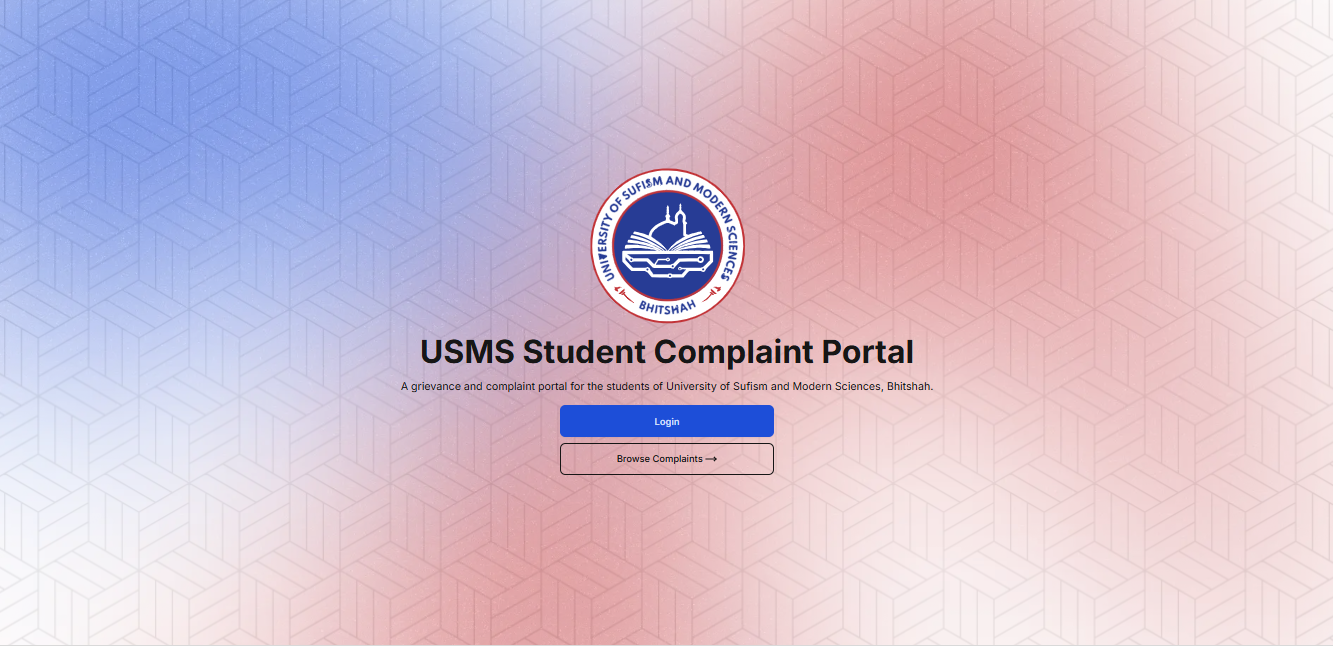 UNIVERSITY OF SUFISM AND MODERN SCIENCES
BHITSHAH
USMS Student Complaint Portal
A grievance and complaint portal for the students of University of Sufism and Modern Sciences, Bhitshah.
Login
Browse Complaints →